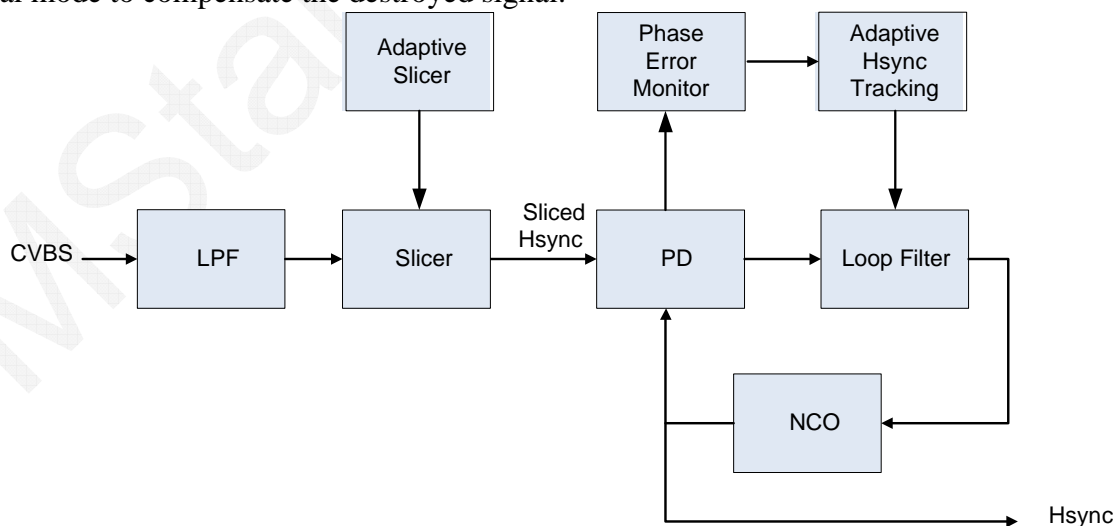 al mode to compensate the destroyed signal.
Adaptive
Slicer
Phase
Error
Monitor
Adaptive
Hsync
Tracking
CVBS
LPF
Slicer
Sliced
Hsync
PD
Loop Filter
NCO
Hsync
MStar